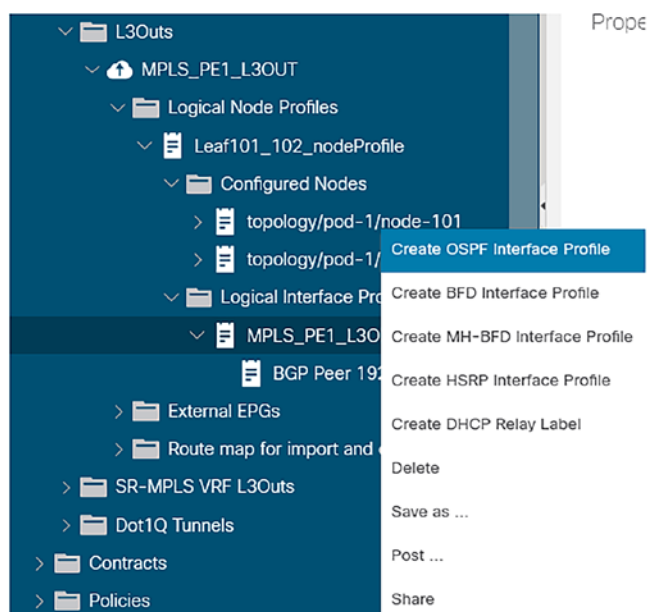 L3Outs
Prope
MPLS_PE1_L3OUT
Logical Node Profiles
Leaf101_102_nodeProfile
Configured Nodes
topology/pod-1/node-101
topology/pod-1/
Logical Interface Pro
MPLS_PE1_L3O
BGP Peer 192
External EPGs
Route map for import and e
SR-MPLS VRF L3Outs
Dot1Q Tunnels
Contracts
Policies
Create OSPF Interface Profile
Create BFD Interface Profile
Create MH-BFD Interface Profile
Create HSRP Interface Profile
Create DHCP Relay Label
Delete
Save as ...
Post ...
Share